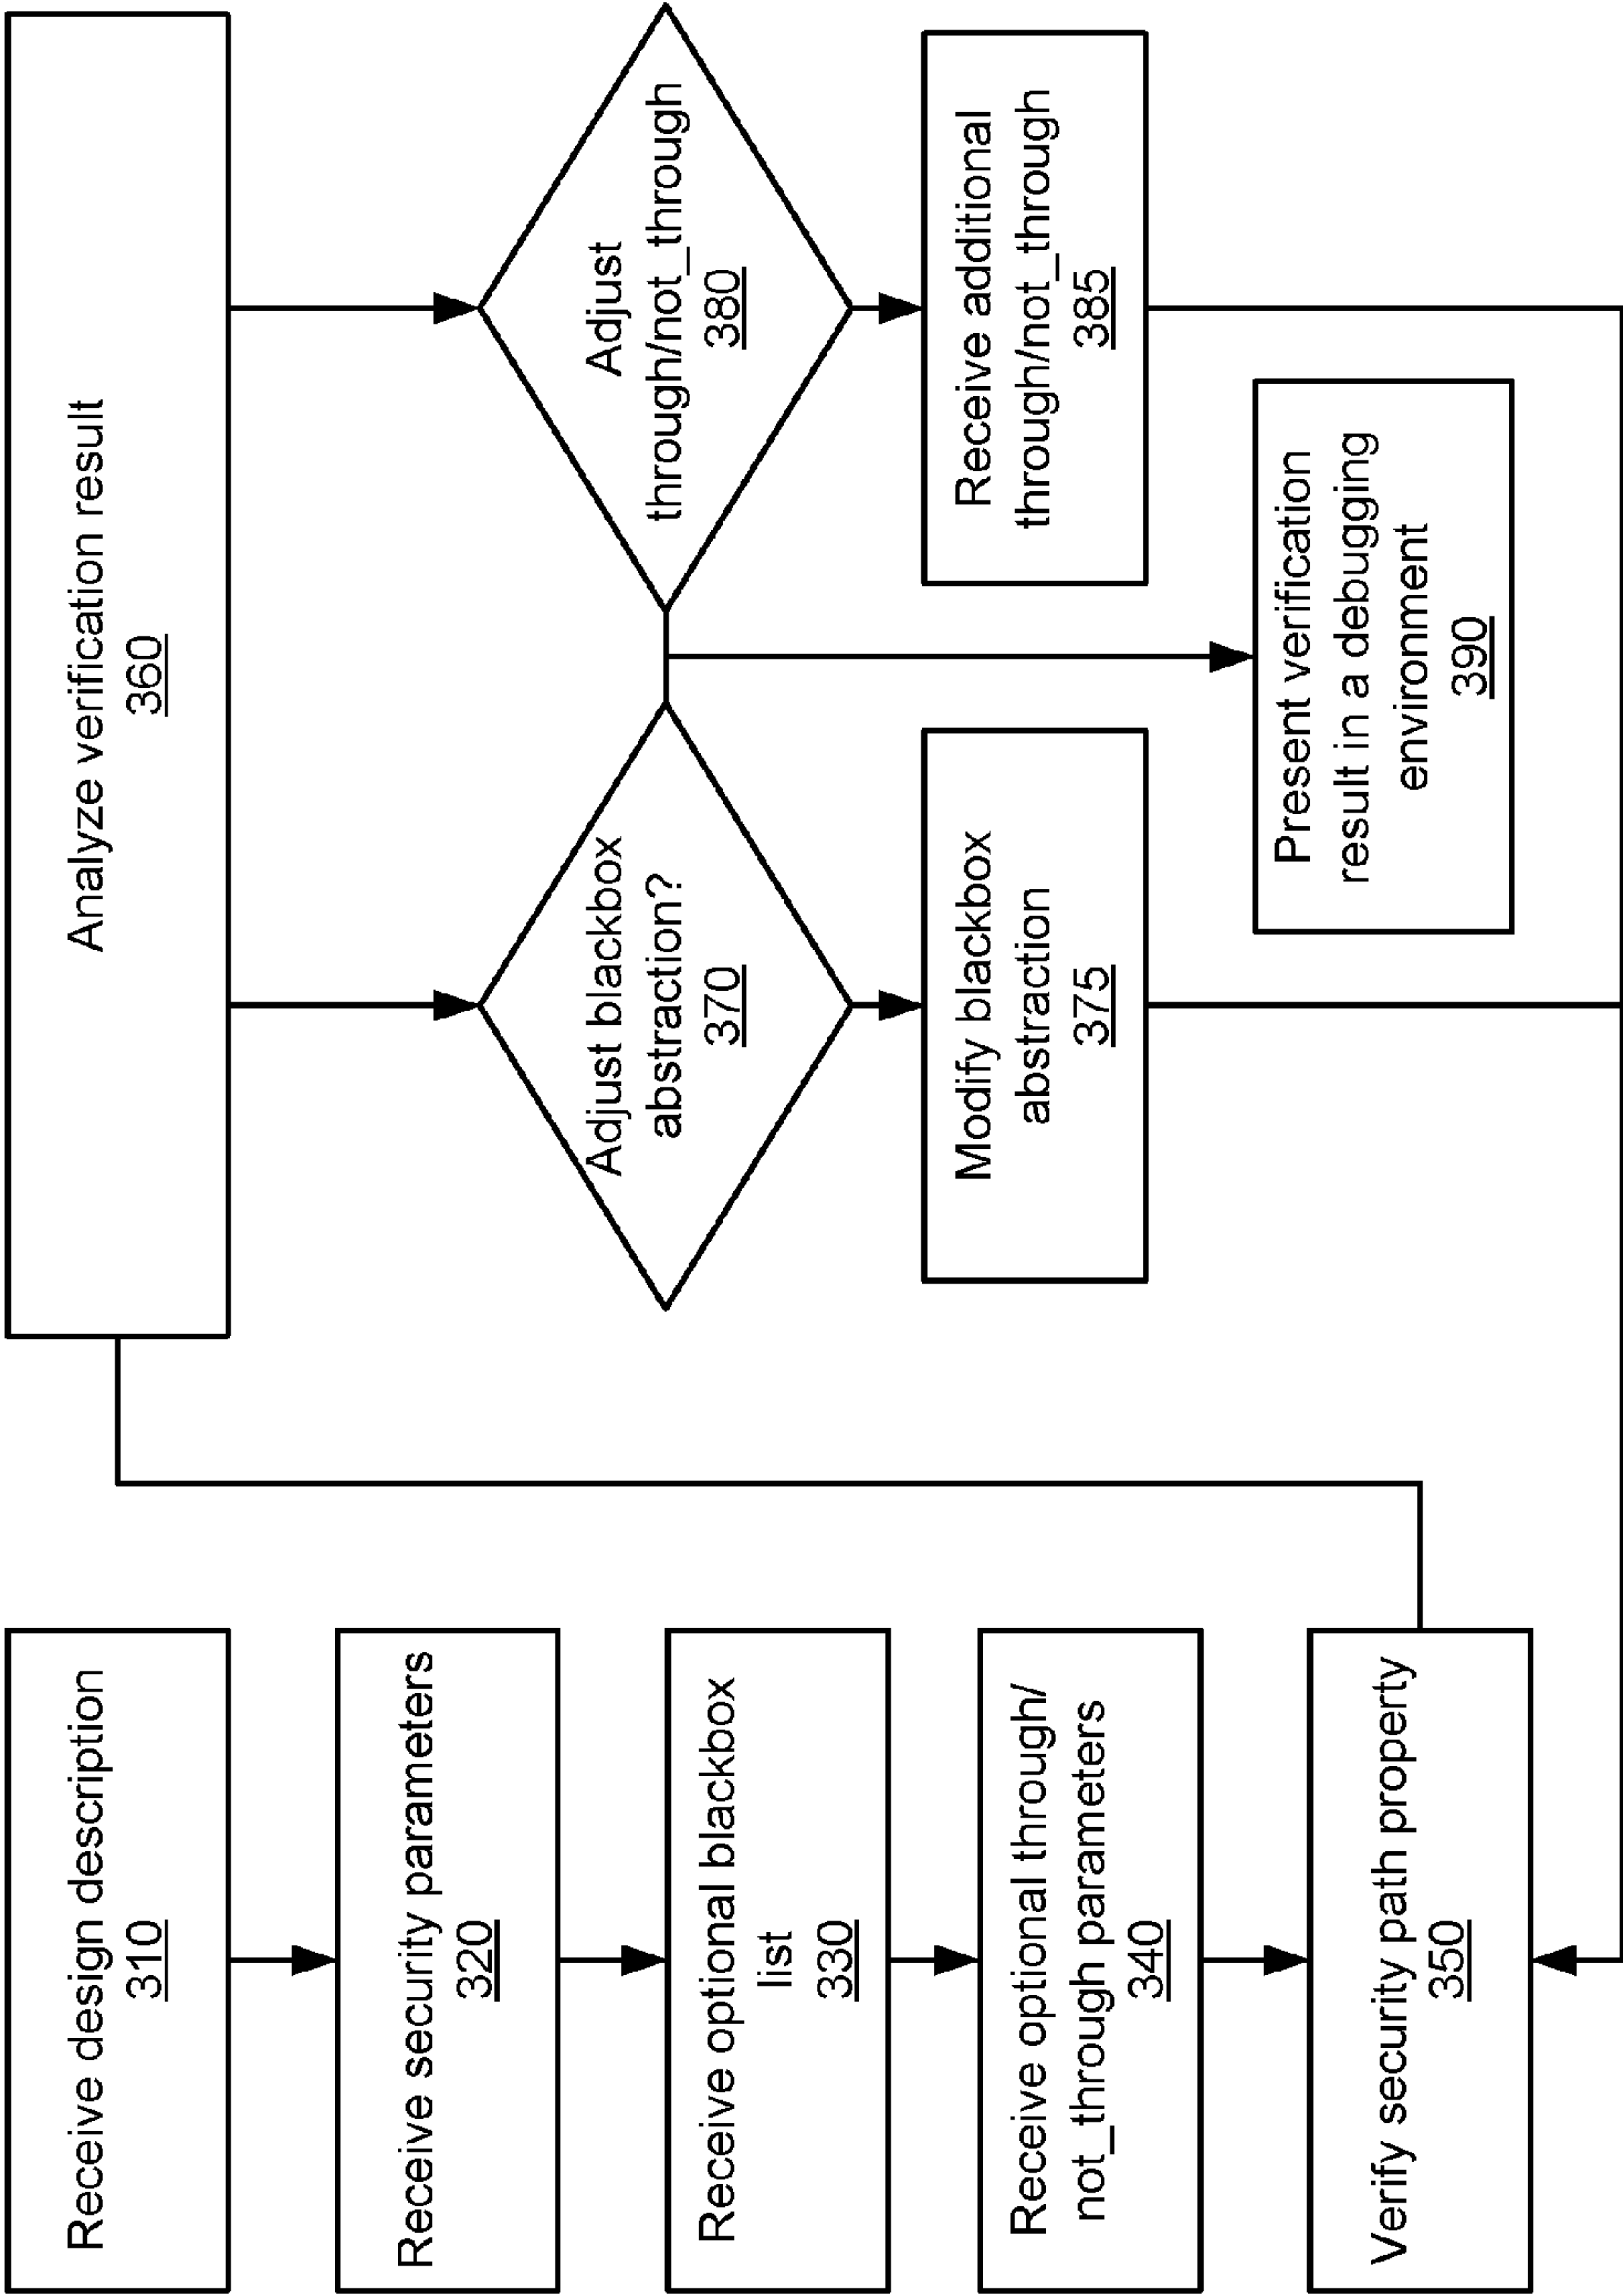 Receive design description
310
Receive security parameters
320
Receive optional blackbox
list
330
Receive optional through/
not_through parameters
340
Verify security path property
350
Analyze verification result
360
Adjust blackbox
abstraction?
370
Modify blackbox
abstraction
375
Adjust
through/not_through
380
Receive additional
through/not_through
385
Present verification
result in a debugging
environment
390